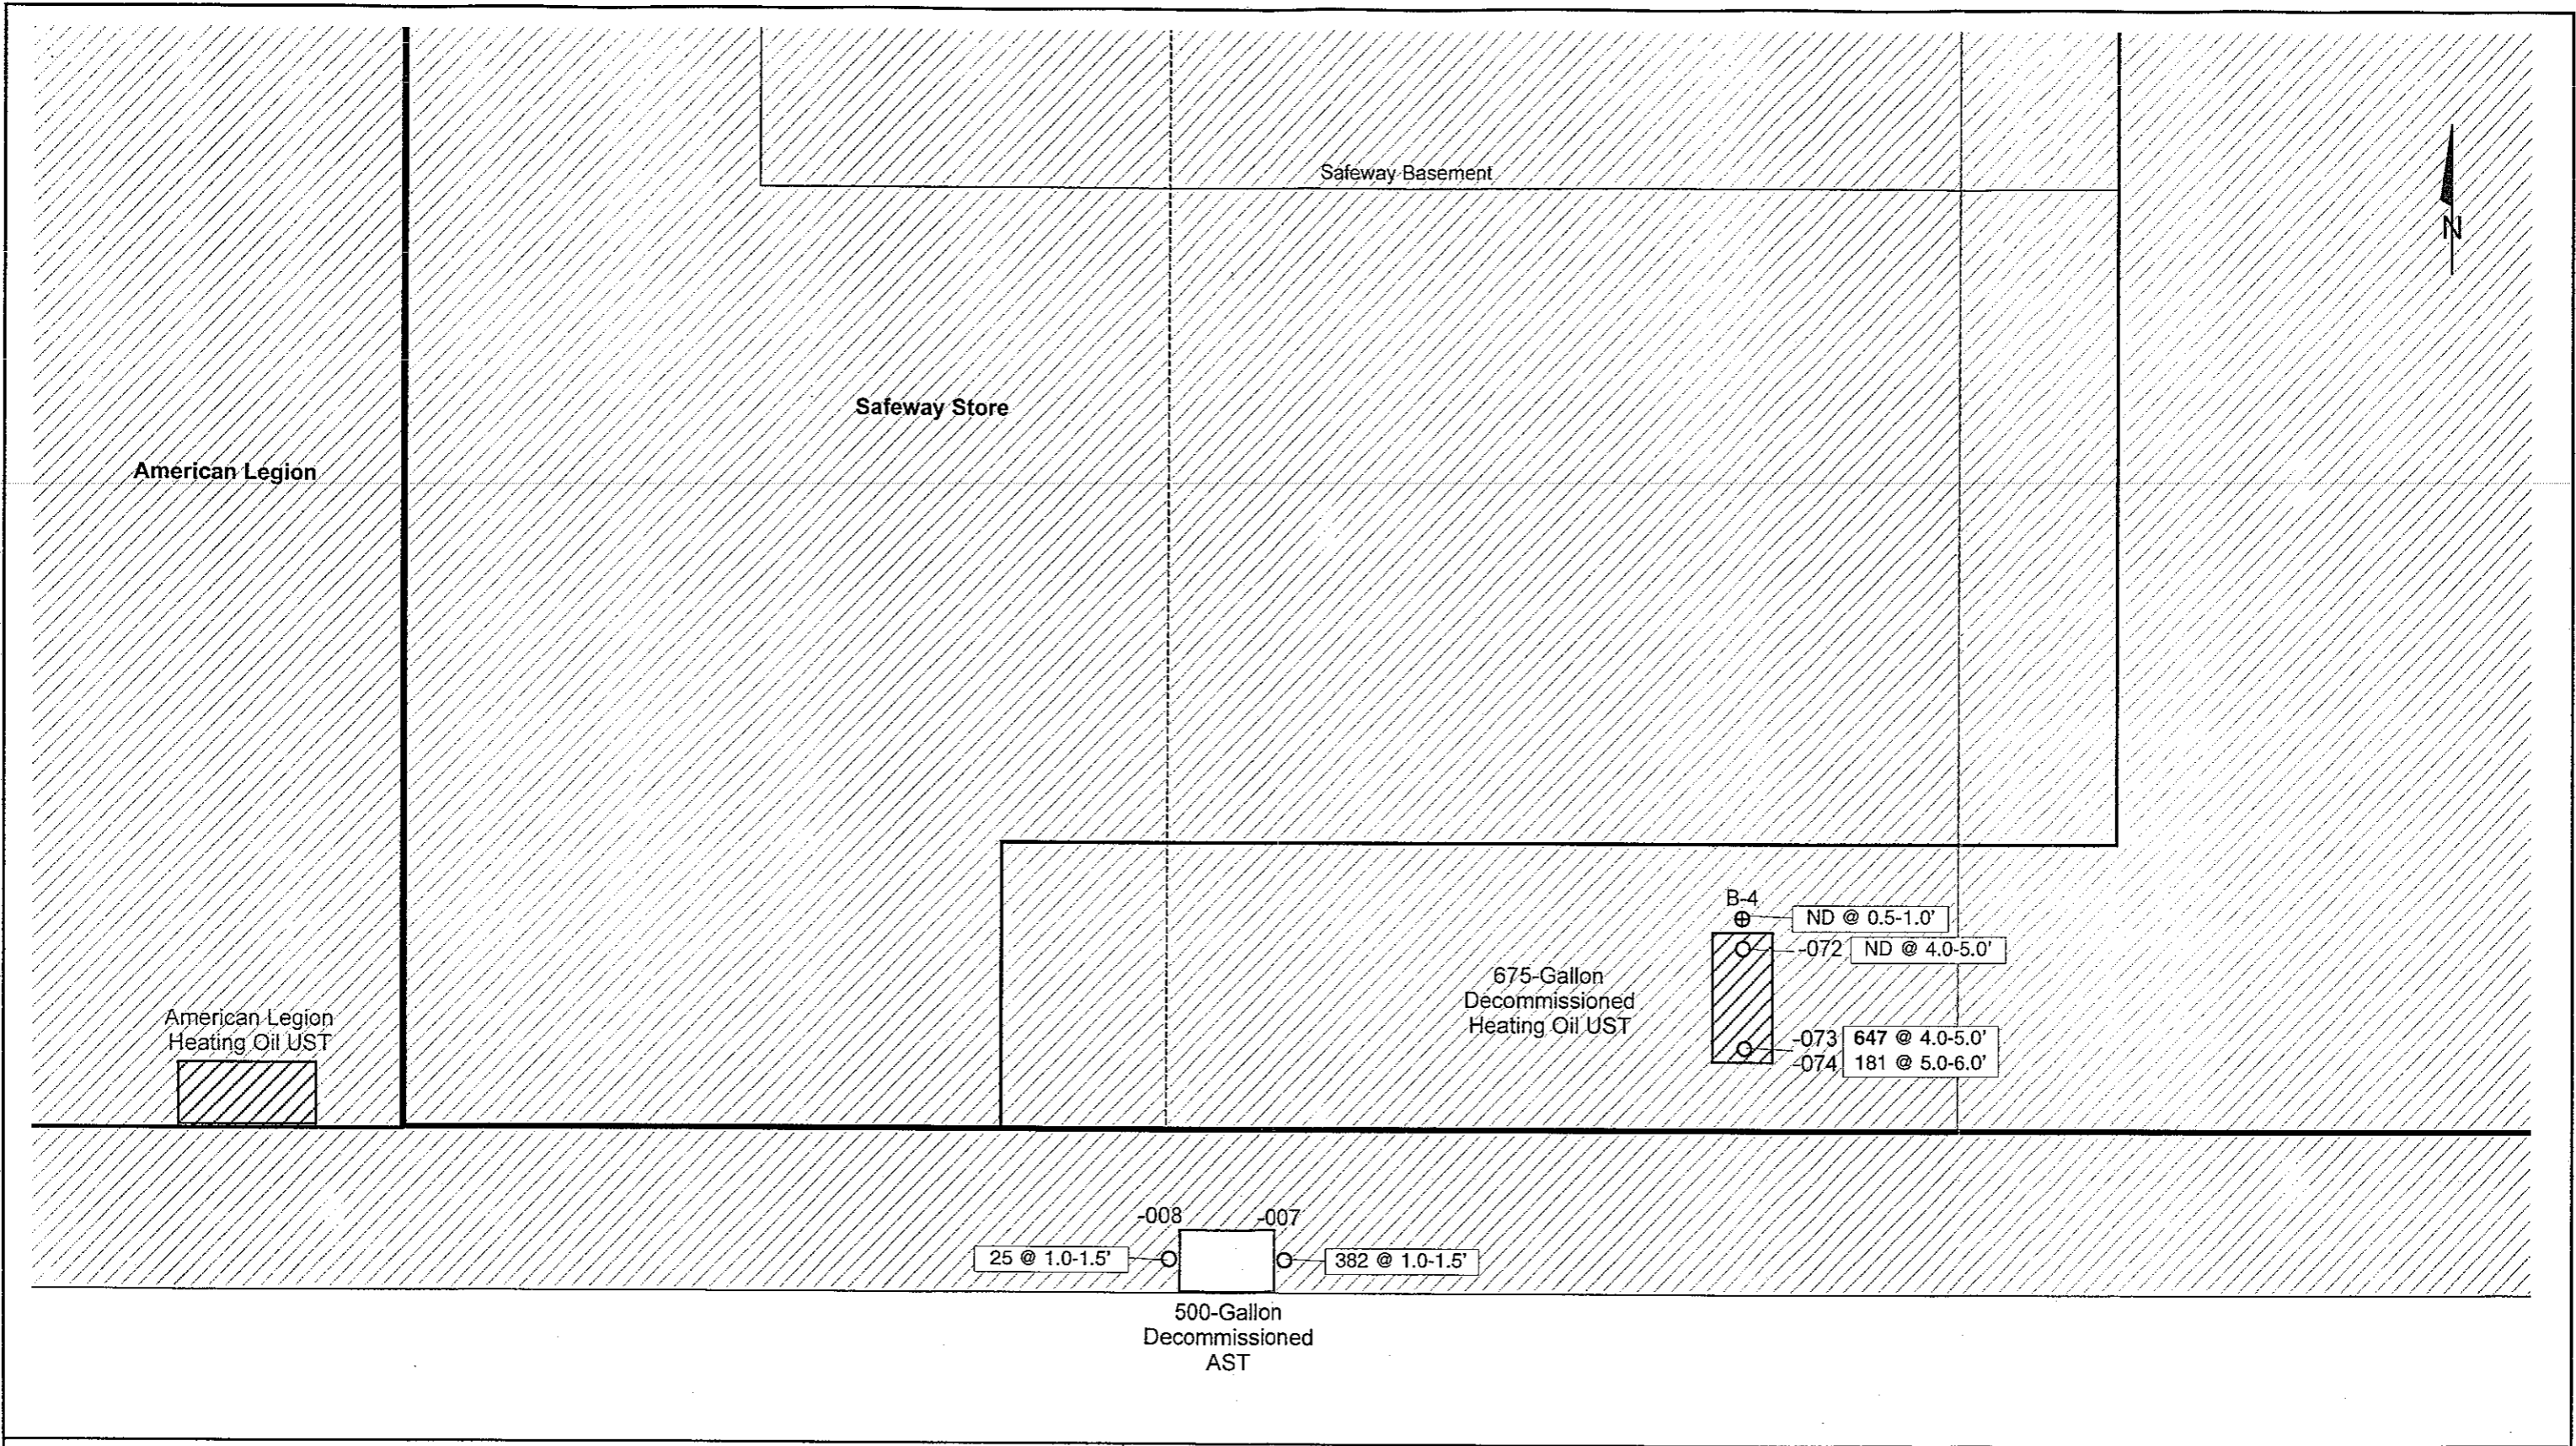 Safeway Basement
N
Safeway Store
American Legion
B-4
ND @ 0.5-1.0'
-072 ND @ 4.0-5.0'
675-Gallon
Decommissioned
Heating Oil UST
-073 647 @ 4.0-5.0'
-074 181 @ 5.0-6.0'
American Legion
Heating Oil UST
-008 -007
25 @ 1.0-1.5'
382 @ 1.0-1.5'
500-Gallon
Decommissioned
AST